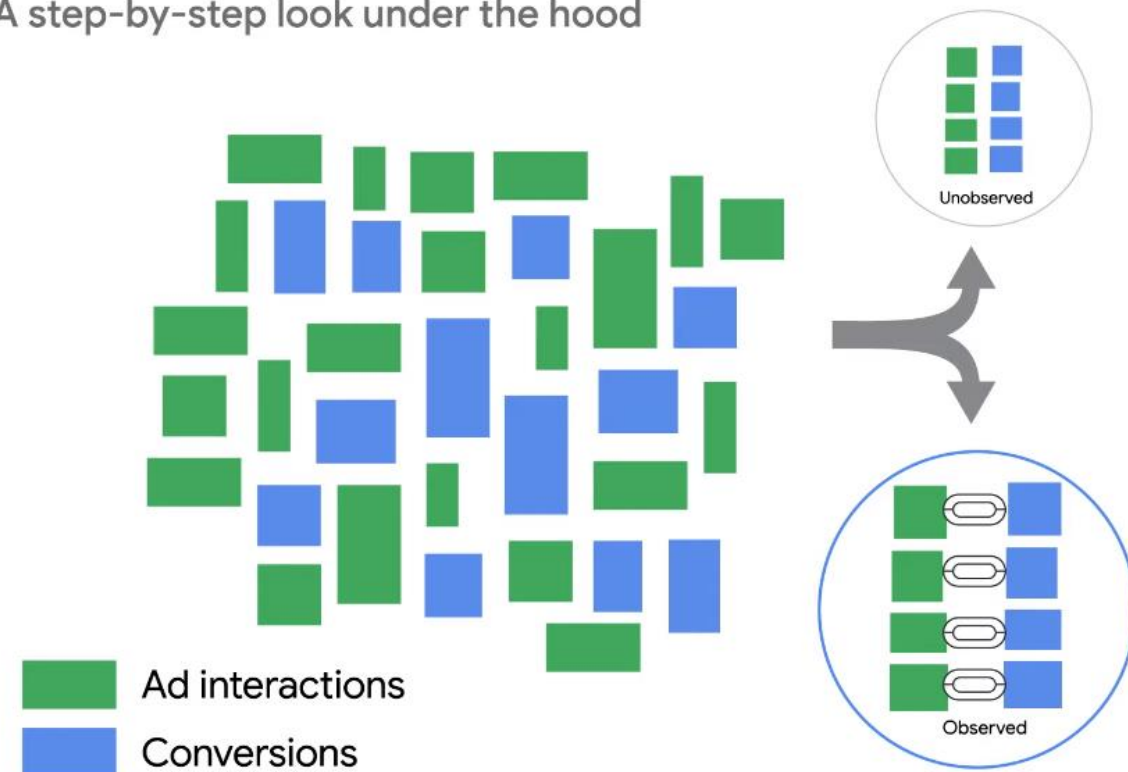 A step-by-step look under the hood
Unobserved
Observed
Ad interactions
Conversions